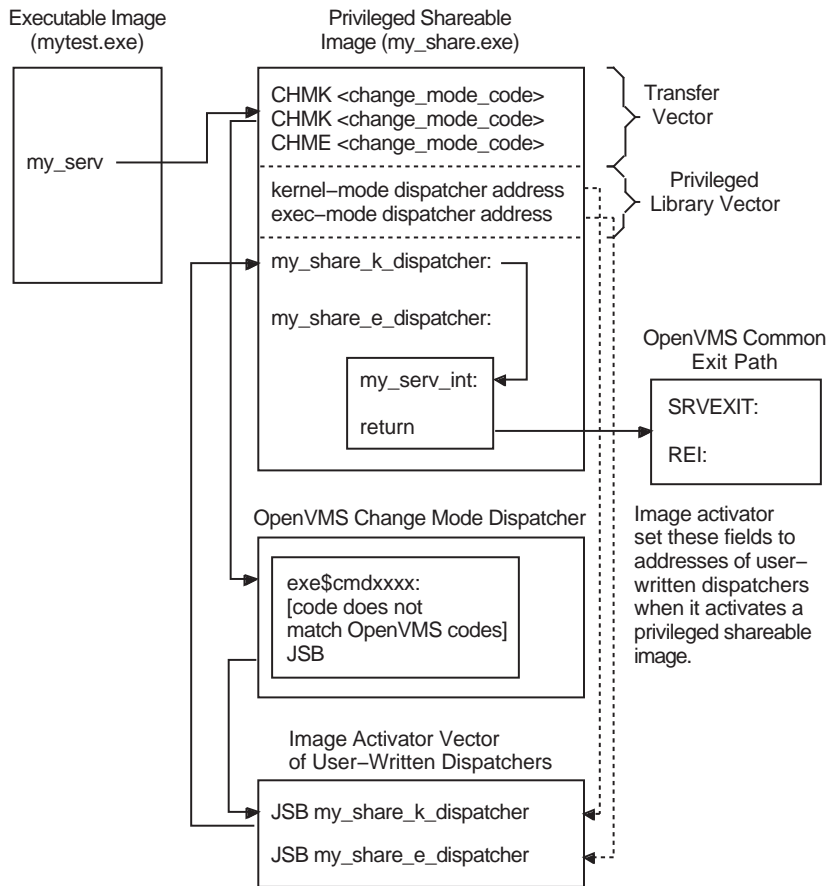 Executable Image
(mytest.exe)
Privileged Shareable
Image (my_share.exe)
my_serv
CHMK <change_mode_code>
CHMK <change_mode_code>
CHME <change_mode_code>
Transfer
Vector
kernel−mode dispatcher address
exec−mode dispatcher address
Privileged
Library Vector
my_share_k_dispatcher:
my_share_e_dispatcher:
my_serv_int:
return
OpenVMS Common
Exit Path
SRVEXIT:
REI:
OpenVMS Change Mode Dispatcher
exe$cmdxxxx:
[code does not
match OpenVMS codes]
JSB
Image activator
set these fields to
addresses of user−
written dispatchers
when it activates a
privileged shareable
image.
Image Activator Vector
of User−Written Dispatchers
JSB my_share_k_dispatcher
JSB my_share_e_dispatcher